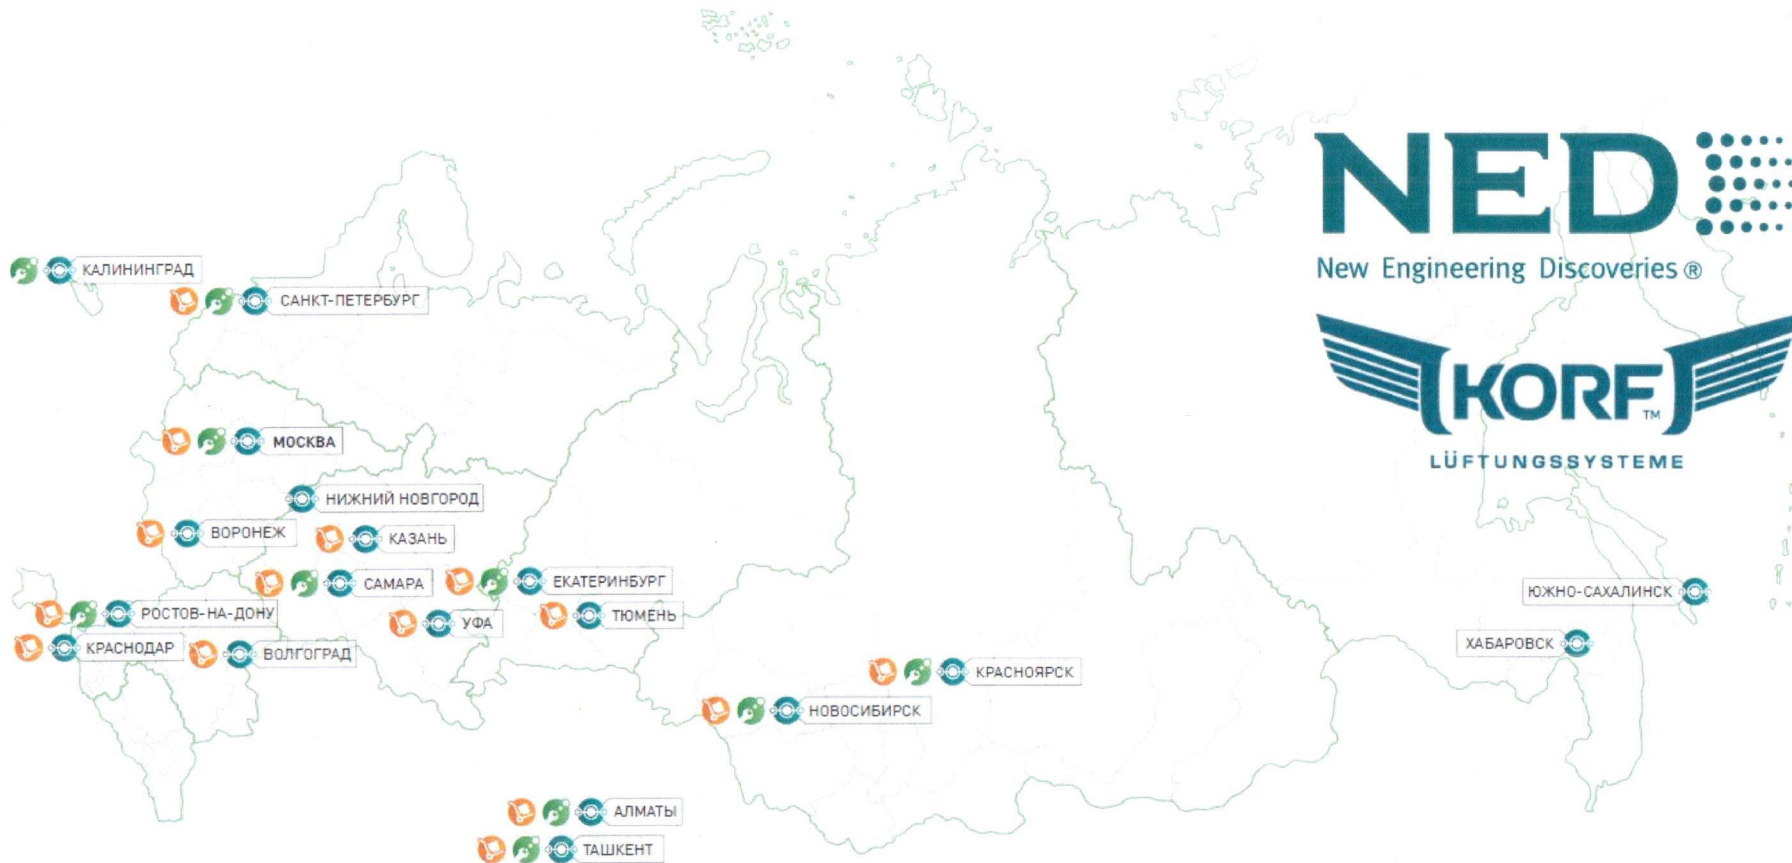 NED
New Engineering Discoveries ®
KORF™
LÜFTUNGSSYSTEME
КАЛИНИНГРАД
САНКТ-ПЕТЕРБУРГ
МОСКВА
НИЖНИЙ НОВГОРОД
ВОРОНЕЖ
КАЗАНЬ
САМАРА
ЕКАТЕРИНБУРГ
РОСТОВ-НА-ДОНУ
УФА
ТЮМЕНЬ
КРАСНОДАР
ВОЛГОГРАД
КРАСНОЯРСК
НОВОСИБИРСК
ЮЖНО-САХАЛИНСК
ХАБАРОВСК
АЛМАТЫ
ТАШКЕНТ